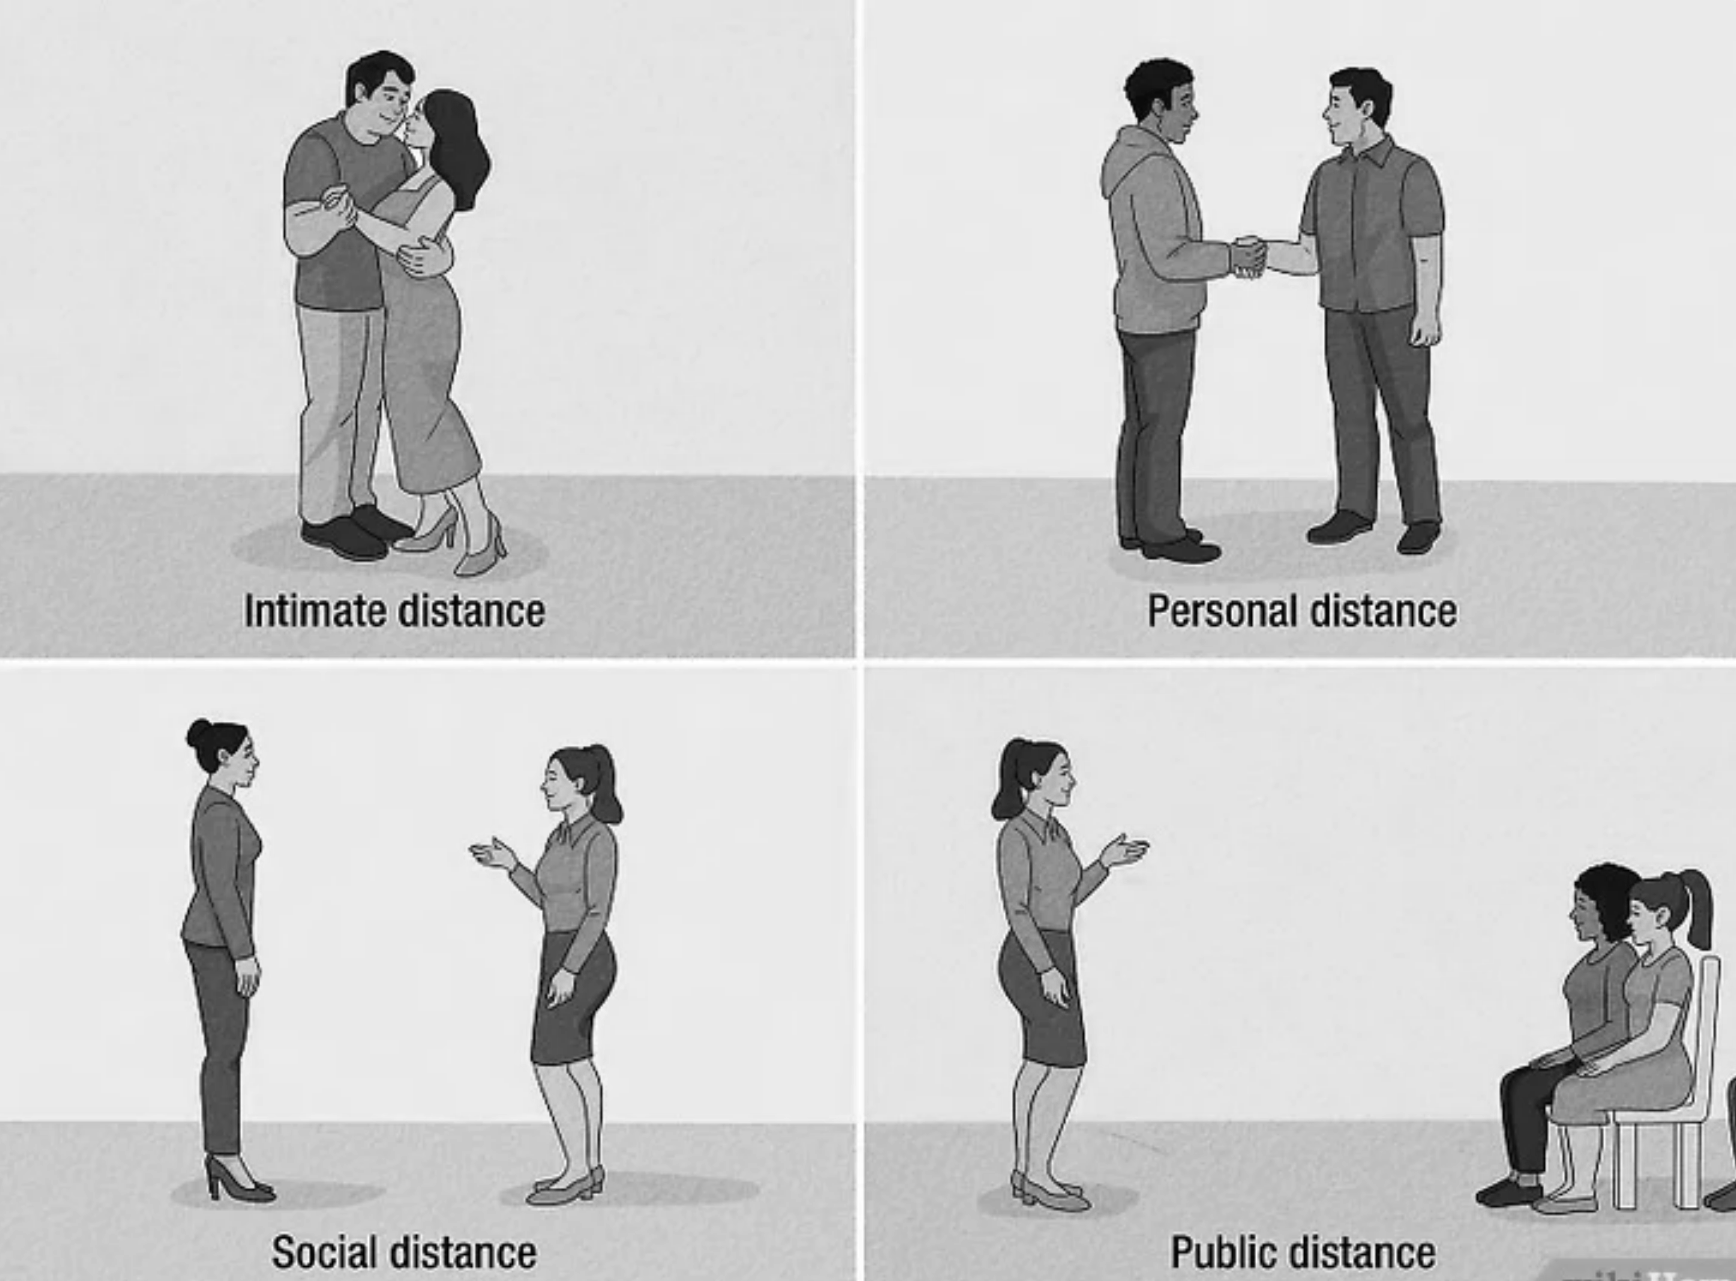 Intimate distance
Personal distance
Social distance
Public distance